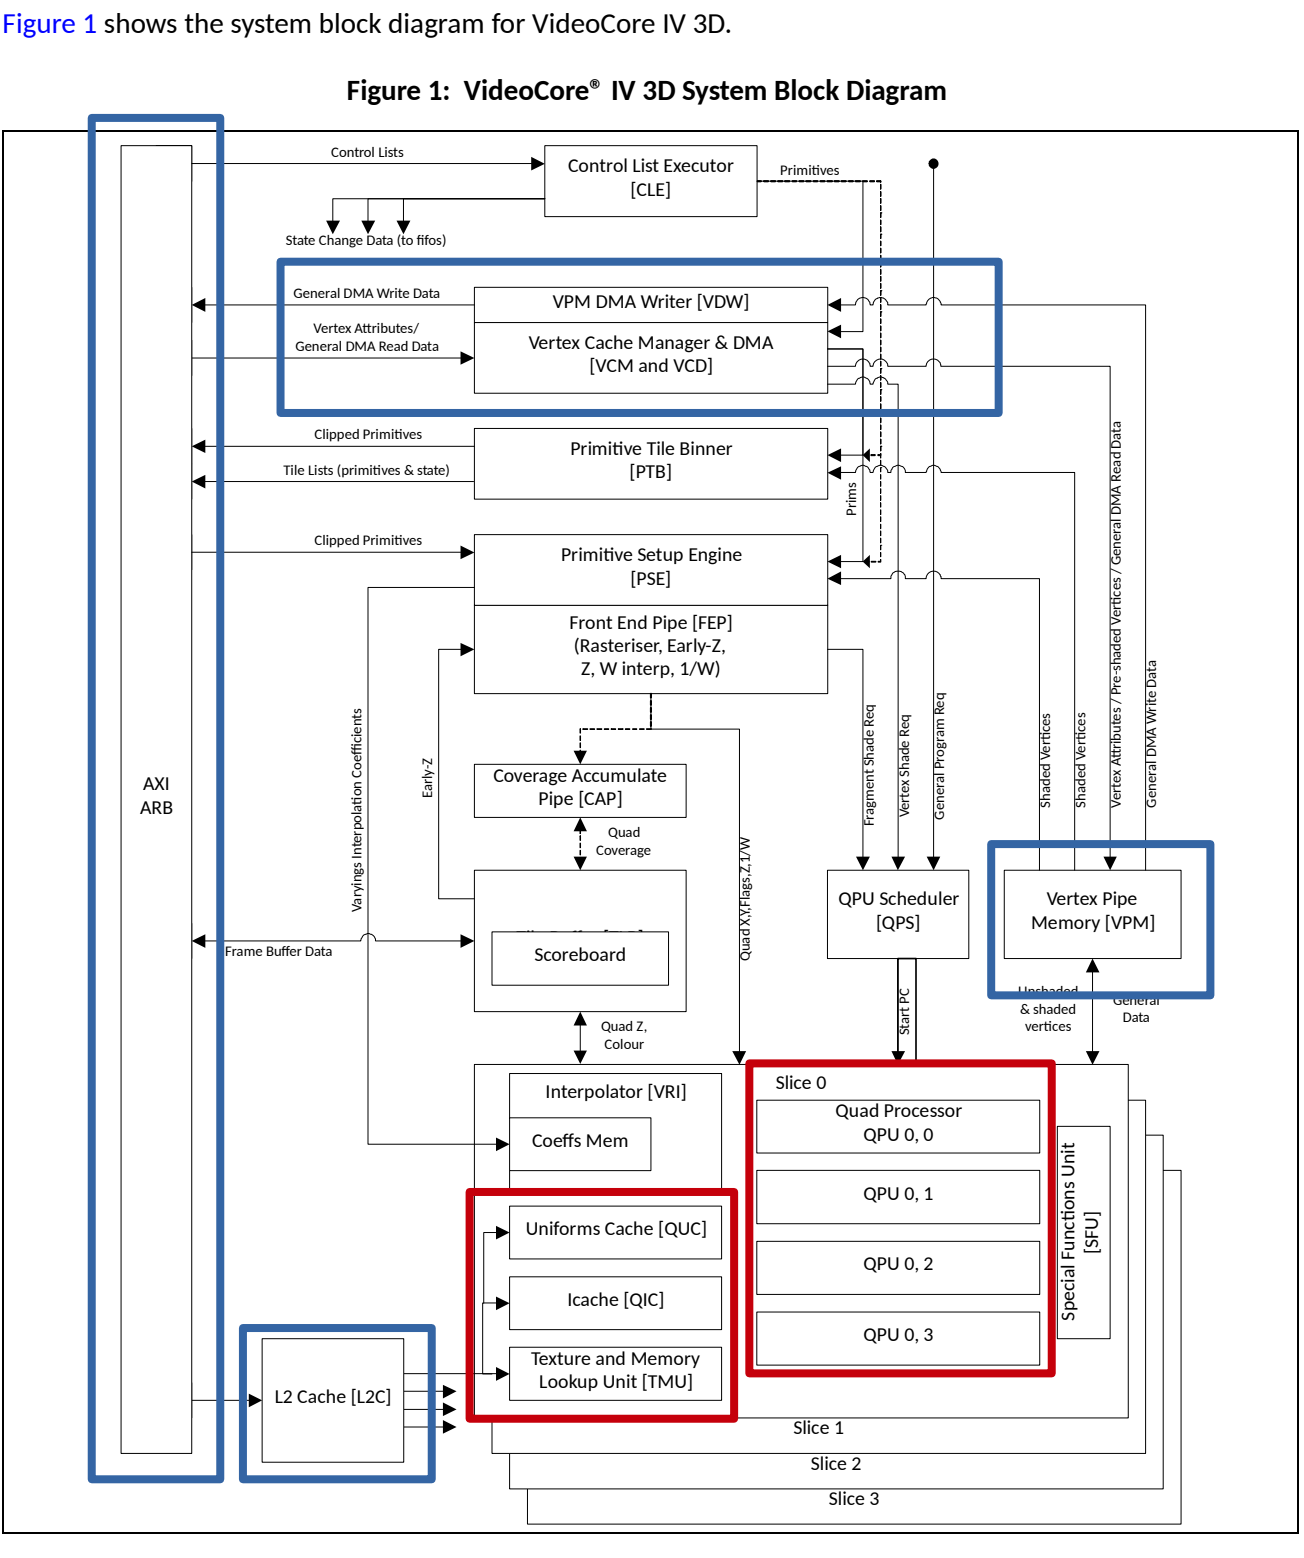 Figure 1 shows the system block diagram for VideoCore IV 3D.
Figure 1: VideoCore® IV 3D System Block Diagram
Control Lists
Control List Executor
[CLE]
Primitives
State Change Data (to fifos)
General DMA Write Data
VPM DMA Writer [VDW]
Vertex Attributes/
General DMA Read Data
Vertex Cache Manager & DMA
[VCM and VCD]
Clipped Primitives
Tile Lists (primitives & state)
Primitive Tile Binner
[PTB]
Prims
Clipped Primitives
Primitive Setup Engine
[PSE]
Front End Pipe [FEP]
(Rasteriser, Early-Z,
Z, W interp, 1/W)
AXI
ARB
Varyings Interpolation Coefficients
Early-Z
Coverage Accumulate
Pipe [CAP]
Quad
Coverage
Quad X,Y,Flags,Z,1/W
Fragment Shade Req
Vertex Shade Req
General Program Req
Shaded Vertices
Shaded Vertices
Vertex Attributes / Pre-shaded Vertices / General DMA Read Data
General DMA Write Data
QPU Scheduler
[QPS]
Vertex Pipe
Memory [VPM]
Frame Buffer Data
Scoreboard
Quad Z,
Colour
Start PC
Unshaded
& shaded
vertices
General
Data
Interpolator [VRI]
Coeffs Mem
Slice 0
Quad Processor
QPU 0, 0
QPU 0, 1
QPU 0, 2
QPU 0, 3
Special Functions Unit
[SFU]
Uniforms Cache [QUC]
Icache [QIC]
Texture and Memory
Lookup Unit [TMU]
L2 Cache [L2C]
Slice 1
Slice 2
Slice 3